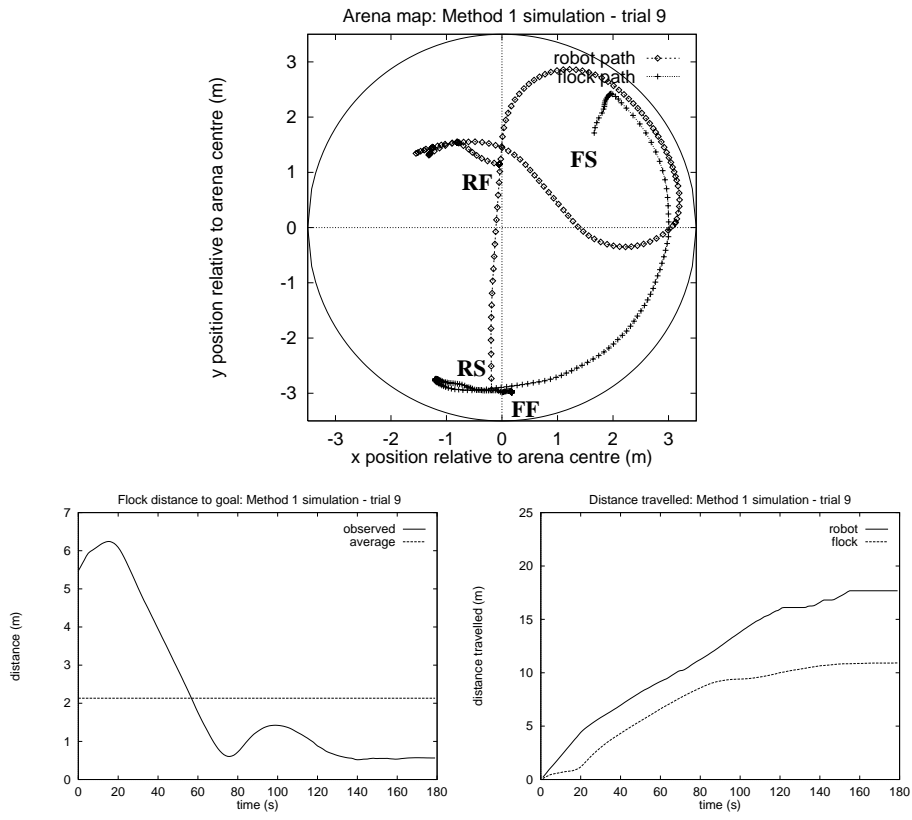 Arena map: Method 1 simulation - trial 9
y position relative to arena centre (m)
3
2
1
0
-1
-2
-3
robot path
flock path
FS
RF
RS
FF
-3 -2 -1 0 1 2 3
x position relative to arena centre (m)
Flock distance to goal: Method 1 simulation - trial 9
distance (m)
7
6
5
4
3
2
1
0
observed
average
0 20 40 60 80 100 120 140 160 180
time (s)
Distance travelled: Method 1 simulation - trial 9
distance travelled (m)
25
20
15
10
5
0
robot
flock
0 20 40 60 80 100 120 140 160 180
time (s)